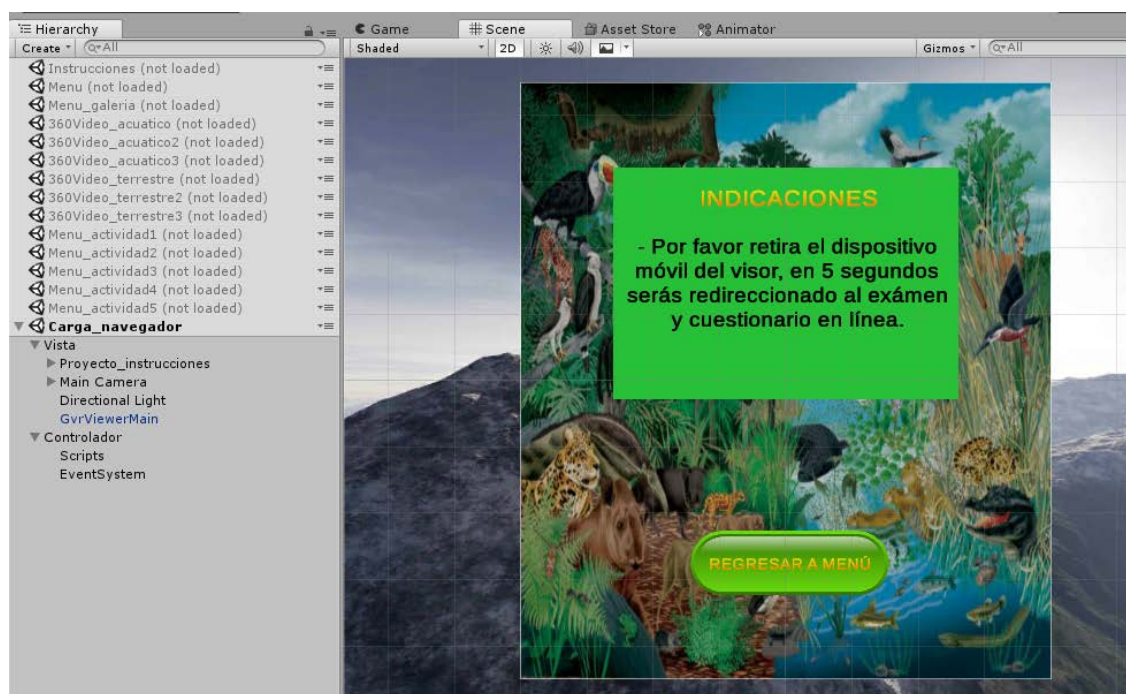 Hierarchy
Create
All
Instrucciones (not loaded)
Menu (not loaded)
Menu_galeria (not loaded)
360Video_acuatico (not loaded)
360Video_acuatico2 (not loaded)
360Video_acuatico3 (not loaded)
360Video_terrestre (not loaded)
360Video_terrestre2 (not loaded)
360Video_terrestre3 (not loaded)
Menu_actividad1 (not loaded)
Menu_actividad2 (not loaded)
Menu_actividad3 (not loaded)
Menu_actividad4 (not loaded)
Menu_actividad5 (not loaded)
Carga_navegador
Vista
Proyecto_instrucciones
Main Camera
Directional Light
GvrViewerMain
Controlador
Scripts
EventSystem
Game Scene Asset Store Animator
Shaded 2D Gizmos All
INDICACIONES
- Por favor retira el dispositivo
móvil del visor, en 5 segundos
serás redireccionado al exámen
y cuestionario en línea.
REGRESAR A MENÚ